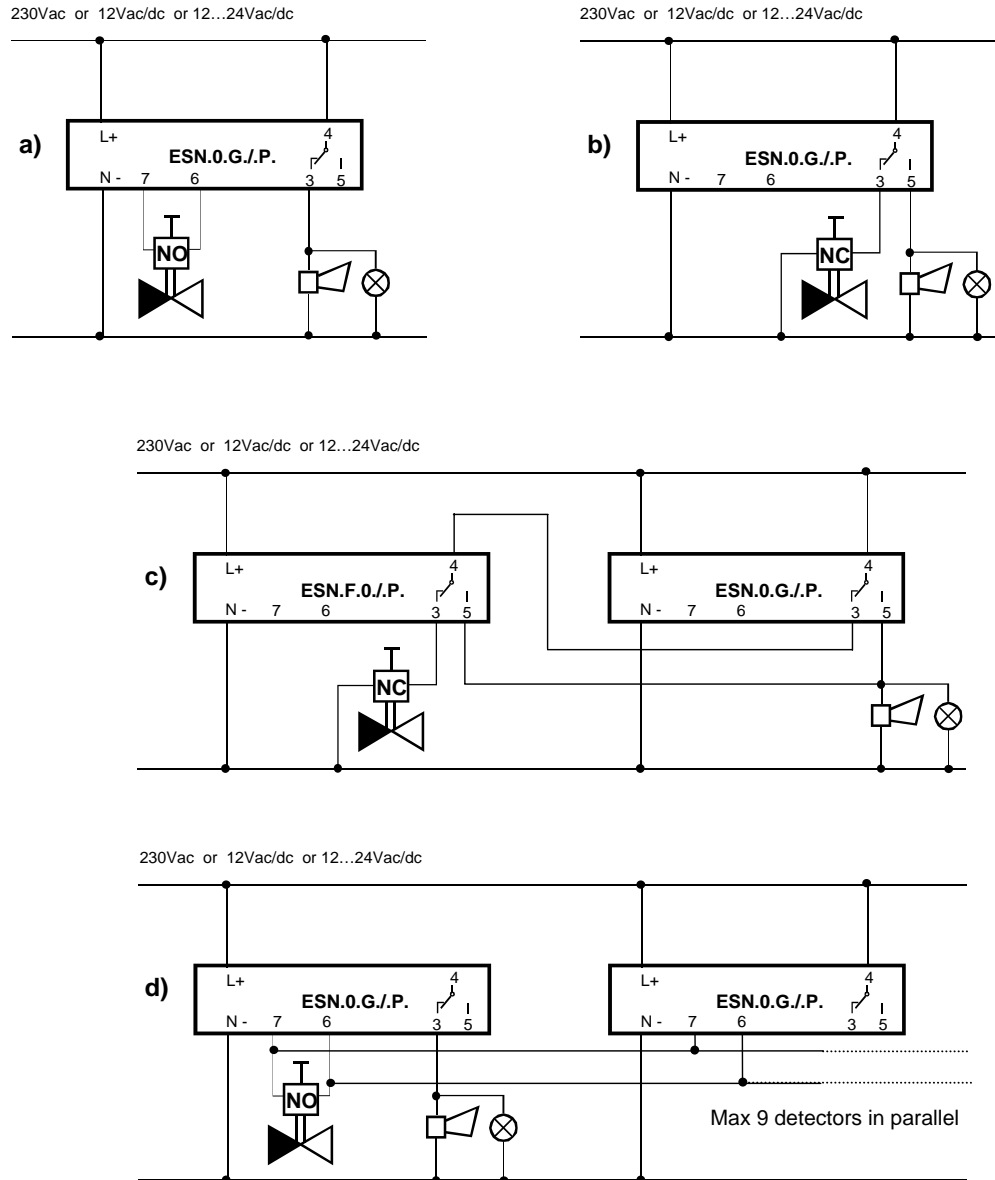 230Vac or 12Vac/dc or 12…24Vac/dc
230Vac or 12Vac/dc or 12…24Vac/dc
a)
L+
4
ESN.0.G./.P.
N - 7 6 3 5
NO
b)
L+
4
ESN.0.G./.P.
N - 7 6 3 5
NC
230Vac or 12Vac/dc or 12…24Vac/dc
c)
L+
4
ESN.F.0./.P.
N - 7 6 3 5
NC
L+
4
ESN.0.G./.P.
N - 7 6 3 5
230Vac or 12Vac/dc or 12…24Vac/dc
d)
L+
4
ESN.0.G./.P.
N - 7 6 3 5
NO
L+
4
ESN.0.G./.P.
N - 7 6 3 5
Max 9 detectors in parallel